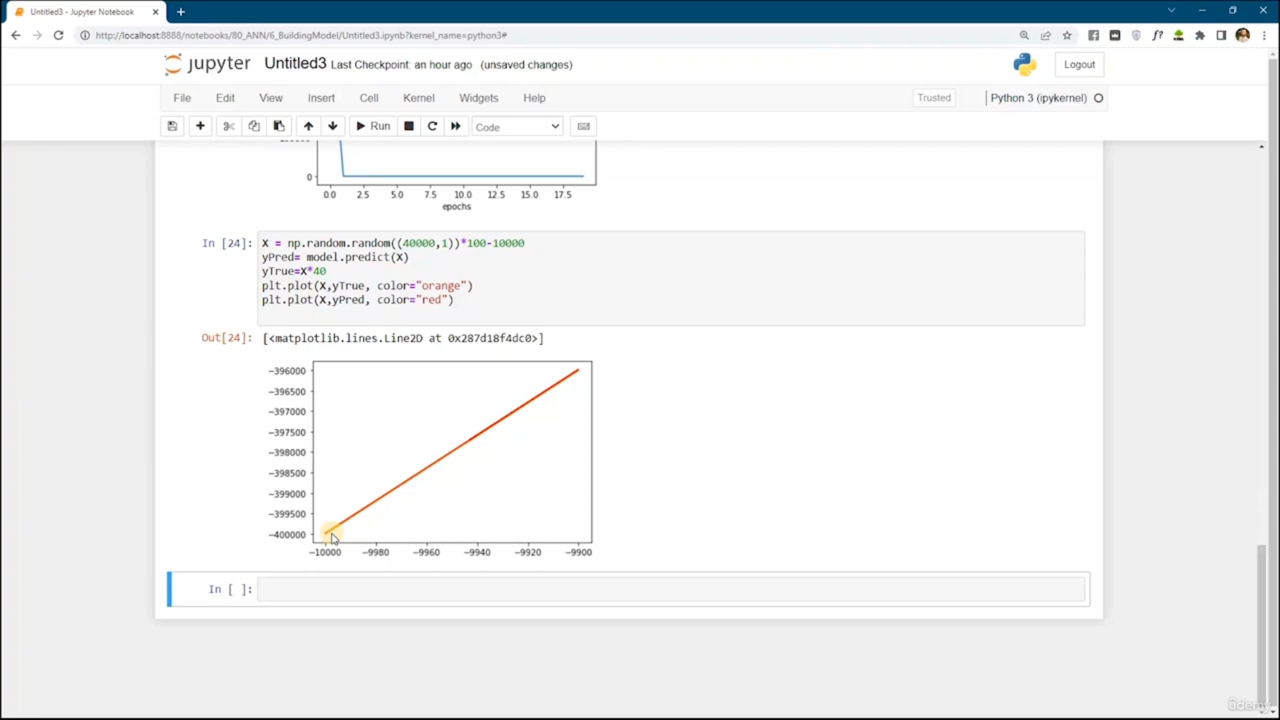 Untitled3 - Jupyter Notebook
http://localhost:8888/notebooks/80_ANN/6_BuildingModel/Untitled3.ipynb?kernel_name=python3#
jupyter Untitled3 Last Checkpoint: an hour ago (unsaved changes)
Logout
File Edit View Insert Cell Kernel Widgets Help
Trusted
Python 3 (ipykernel)
Run
Code
0
0.0 2.5 5.0 7.5 10.0 12.5 15.0 17.5
epochs
In [24]: X = np.random.random((40000,1))*100-10000
yPred= model.predict(X)
yTrue=X*40
plt.plot(X,yTrue, color="orange")
plt.plot(X,yPred, color="red")
Out[24]: [<matplotlib.lines.Line2D at 0x287d18f4dc0>]
−396000
−396500
−397000
−397500
−398000
−398500
−399000
−399500
−400000
−10000 −9980 −9960 −9940 −9920 −9900
In [ ]:
ûdemy